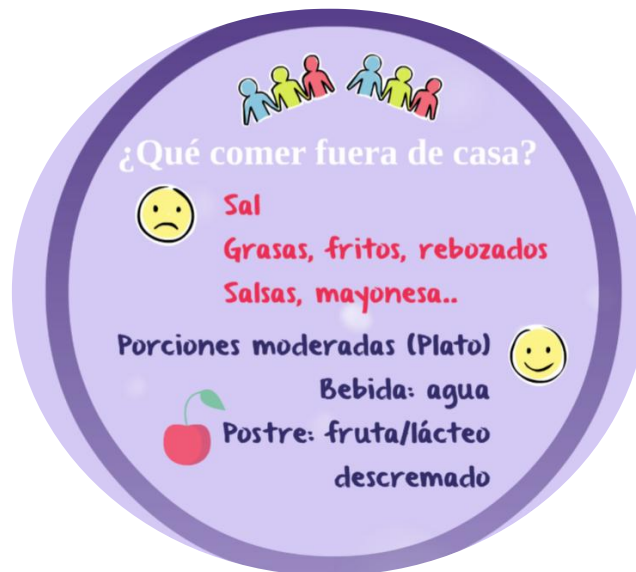 ¿Qué comer fuera de casa?
Sal
Grasas, fritos, rebozados
Salsas, mayonesa..
Porciones moderadas (Plato)
Bebida: agua
Postre: fruta/lácteo
descremado